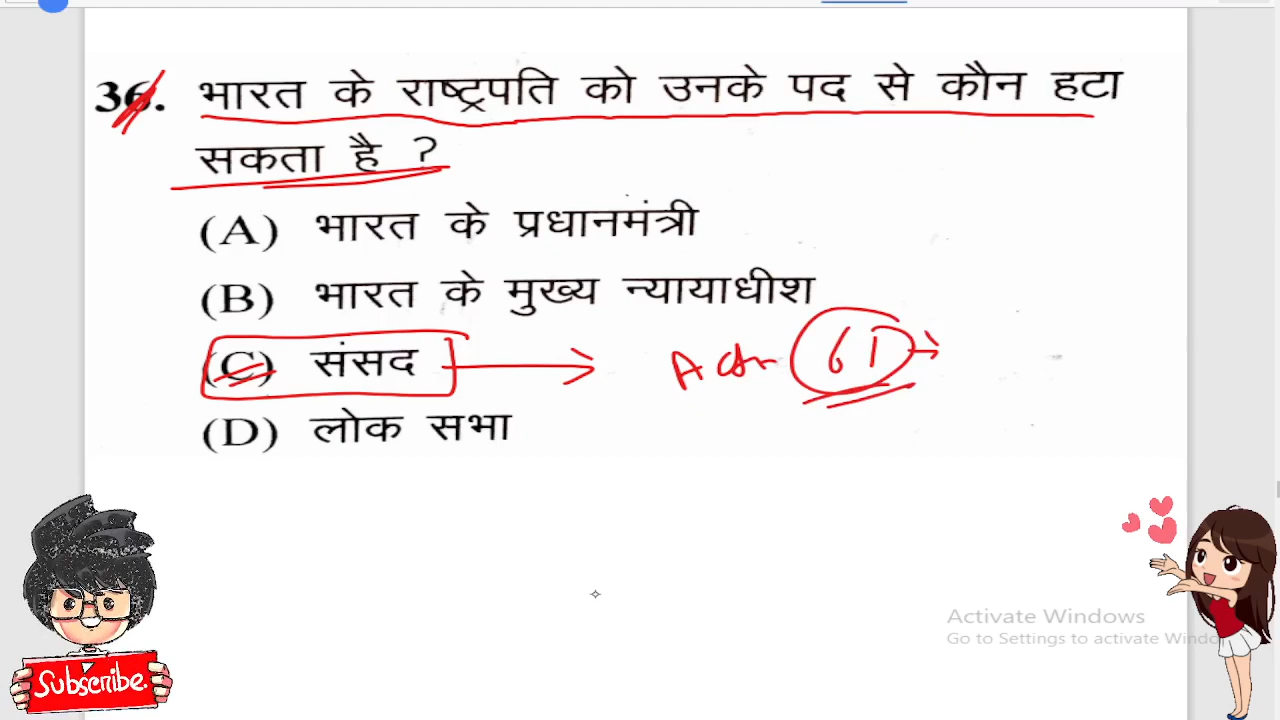 36. भारत के राष्ट्रपति को उनके पद से कौन हटा
सकता है ?
(A) भारत के प्रधानमंत्री
(B) भारत के मुख्य न्यायाधीश
(C) संसद
61
(D) लोक सभा
Activate Windows
Go to Settings to activate Windo
Subscribe.